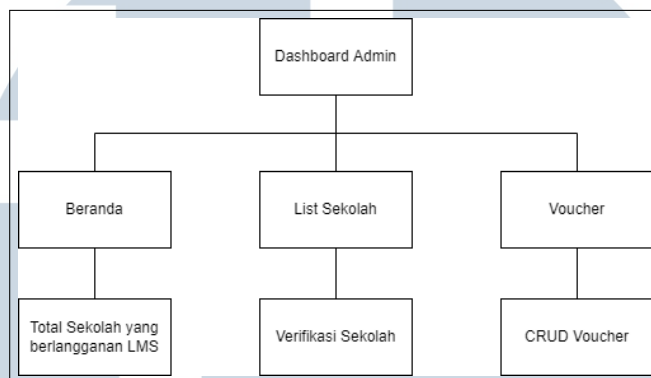 Dashboard Admin
Beranda
List Sekolah
Voucher
Total Sekolah yang
berlangganan LMS
Verifikasi Sekolah
CRUD Voucher